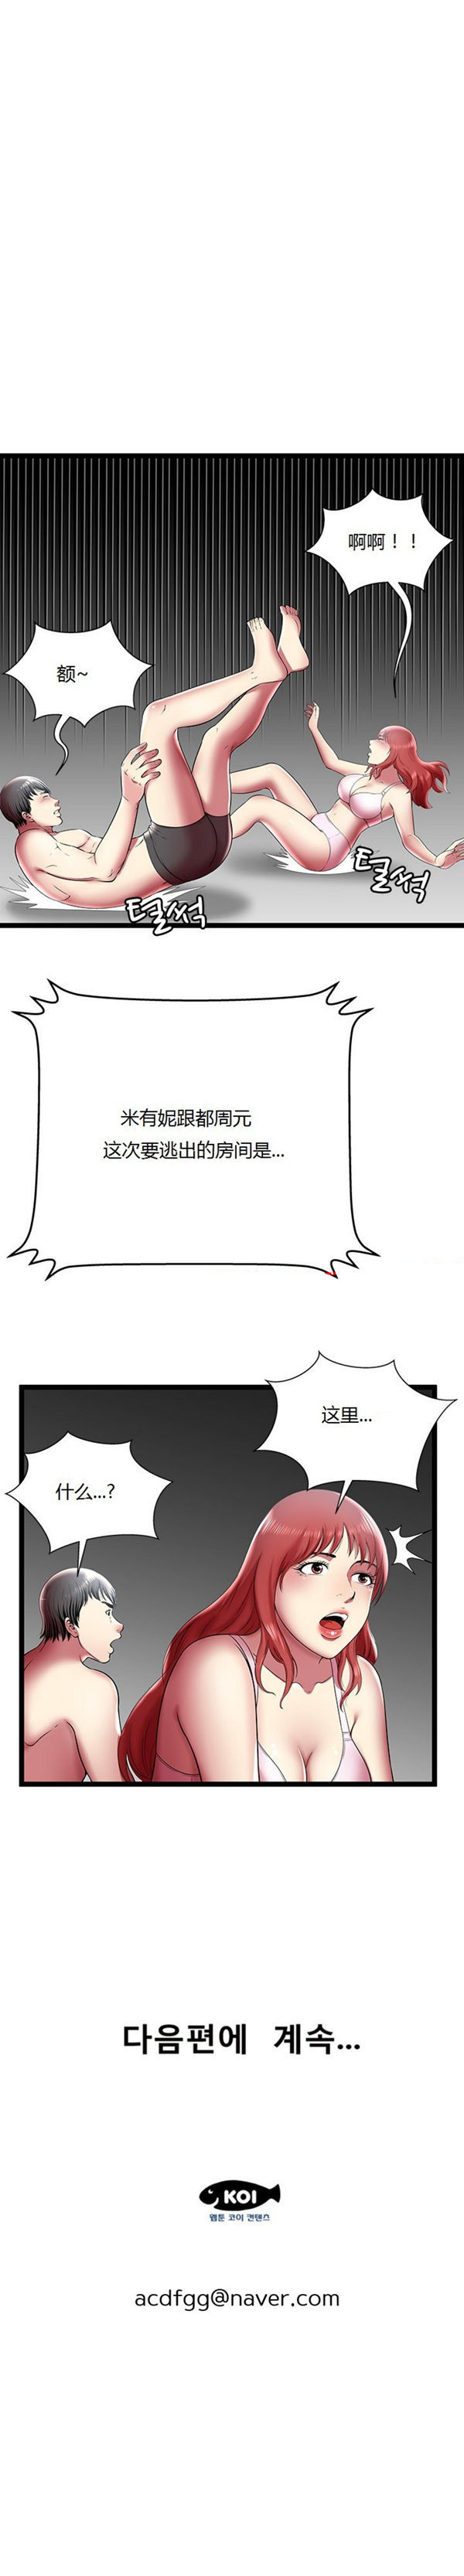 啊啊！！
额~
털썩
털썩
米有妮跟都周元
这次要逃出的房间是...
这里...
什么...?
다음편에 계속...
KOI
웹툰 코이 컨텐츠
acdfgg@naver.com